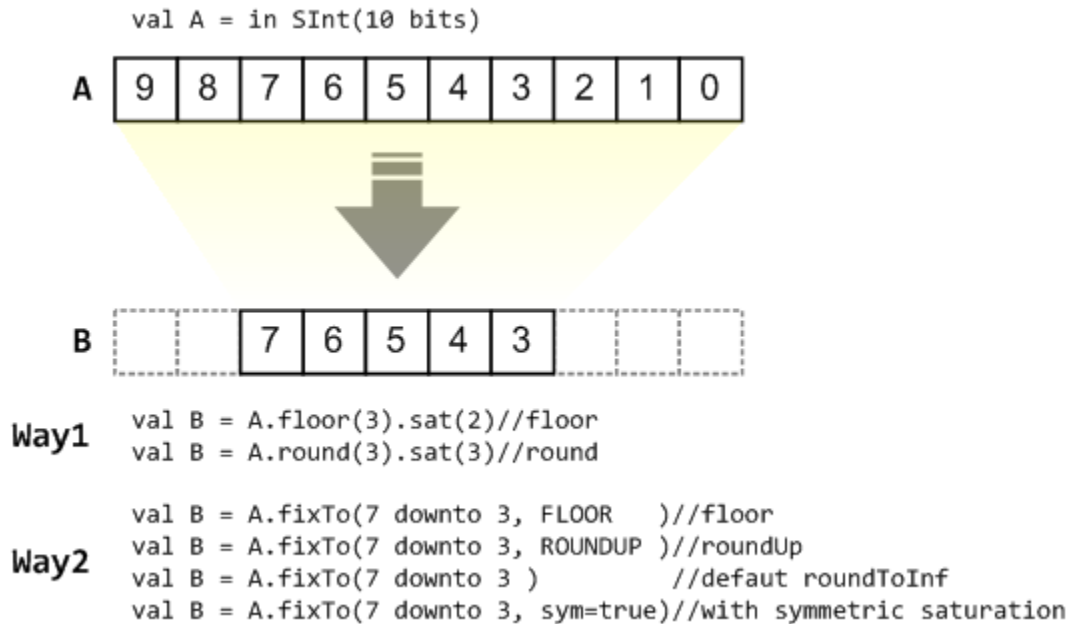 val A = in SInt(10 bits)
A 9 8 7 6 5 4 3 2 1 0
B 7 6 5 4 3
Way1
val B = A.floor(3).sat(2)//floor
val B = A.round(3).sat(3)//round
Way2
val B = A.fixTo(7 downto 3, FLOOR   )//floor
val B = A.fixTo(7 downto 3, ROUNDUP )//roundUp
val B = A.fixTo(7 downto 3 )         //defaut roundToInf
val B = A.fixTo(7 downto 3, sym=true)//with symmetric saturation